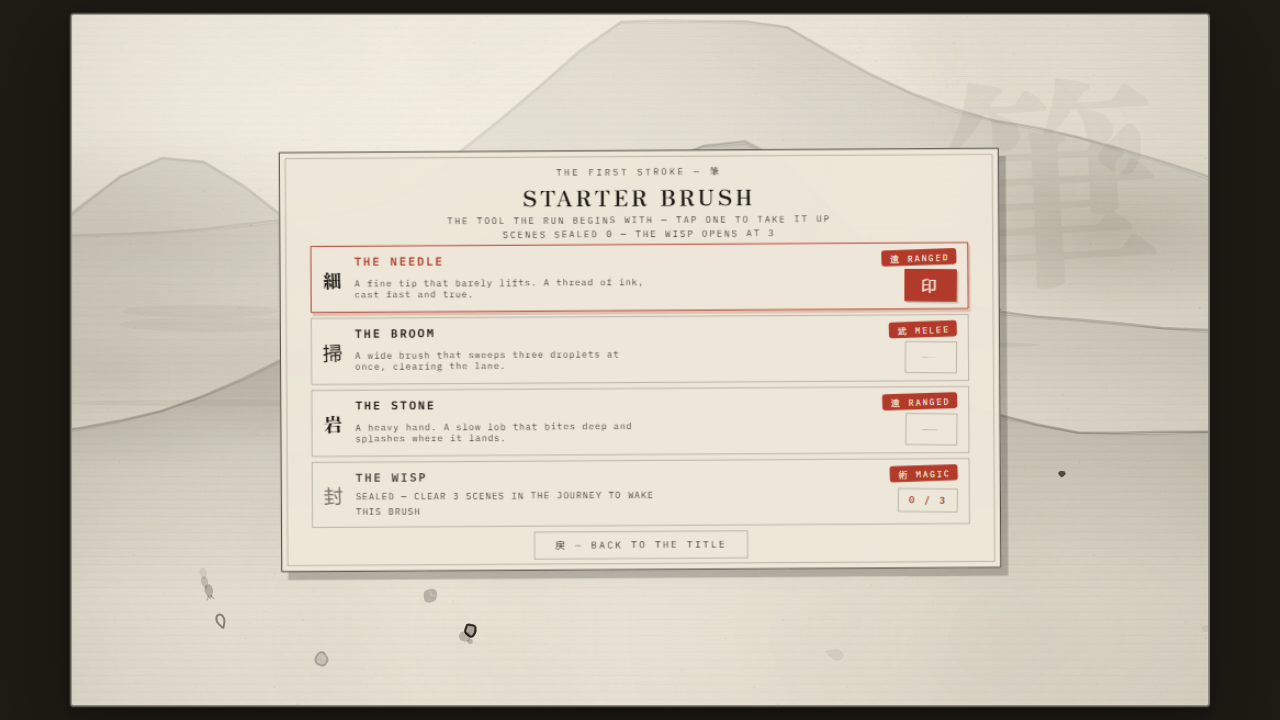 筆
THE FIRST STROKE — 筆
STARTER BRUSH
THE TOOL THE RUN BEGINS WITH — TAP ONE TO TAKE IT UP
SCENES SEALED 0 — THE WISP OPENS AT 3
細
THE NEEDLE
A fine tip that barely lifts. A thread of ink,
cast fast and true.
遠 RANGED
印
掃
THE BROOM
A wide brush that sweeps three droplets at
once, clearing the lane.
武 MELEE
岩
THE STONE
A heavy hand. A slow lob that bites deep and
splashes where it lands.
遠 RANGED
封
THE WISP
SEALED — CLEAR 3 SCENES IN THE JOURNEY TO WAKE
THIS BRUSH
術 MAGIC
0 / 3
戻 — BACK TO THE TITLE